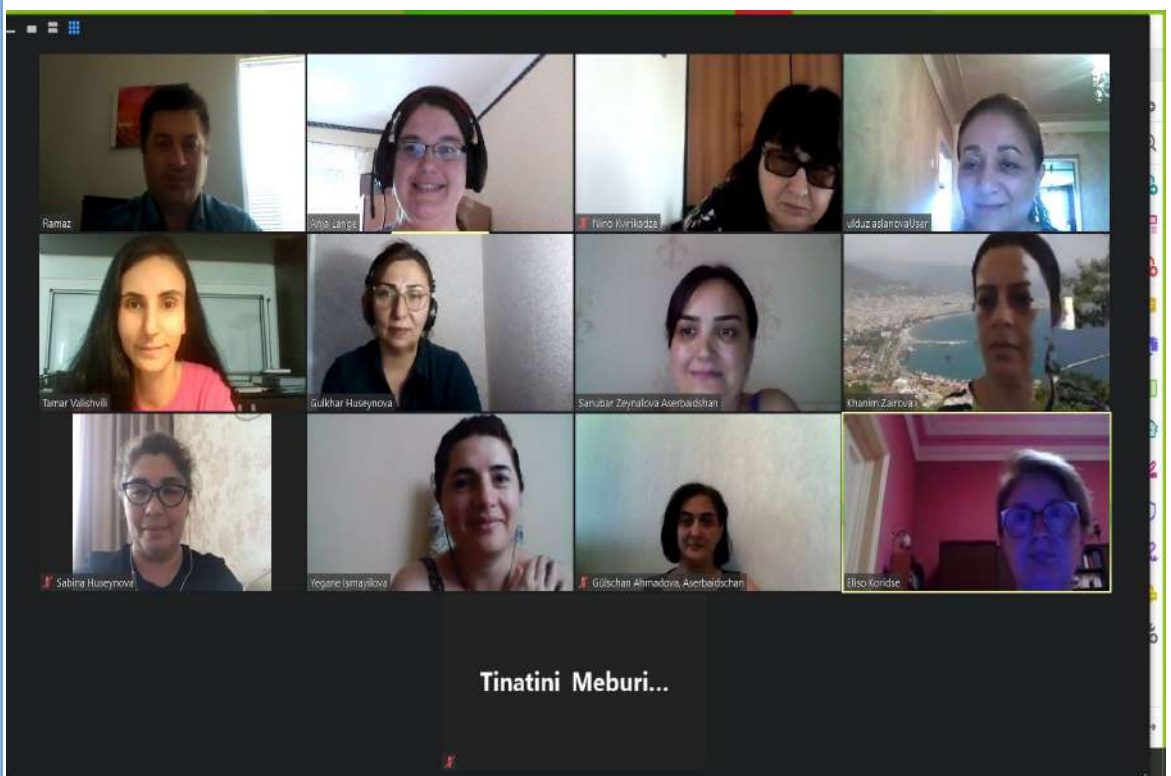 Ramaz
Anja Lange
Nino Kvirikadze
ulduz aslanovaUser
Tamar Valishvili
Gulkhar Huseynova
Sanubar Zeynalova Aserbaidshan
Khanim Zairova
Sabina Huseynova
Yegane Ismayilova
Gülschan Ahmadova, Aserbaidschan
Eliso Koridse
Tinatini Meburi...